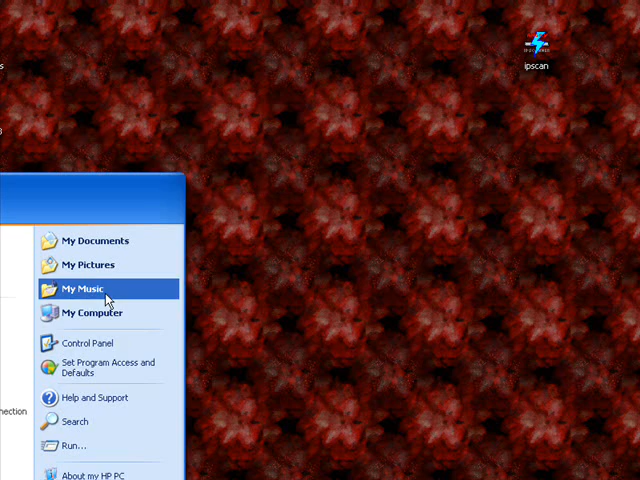 s
ipscan
3
My Documents
My Pictures
My Music
My Computer
Control Panel
Set Program Access and
Defaults
Help and Support
nection
Search
Run...
About my HP PC